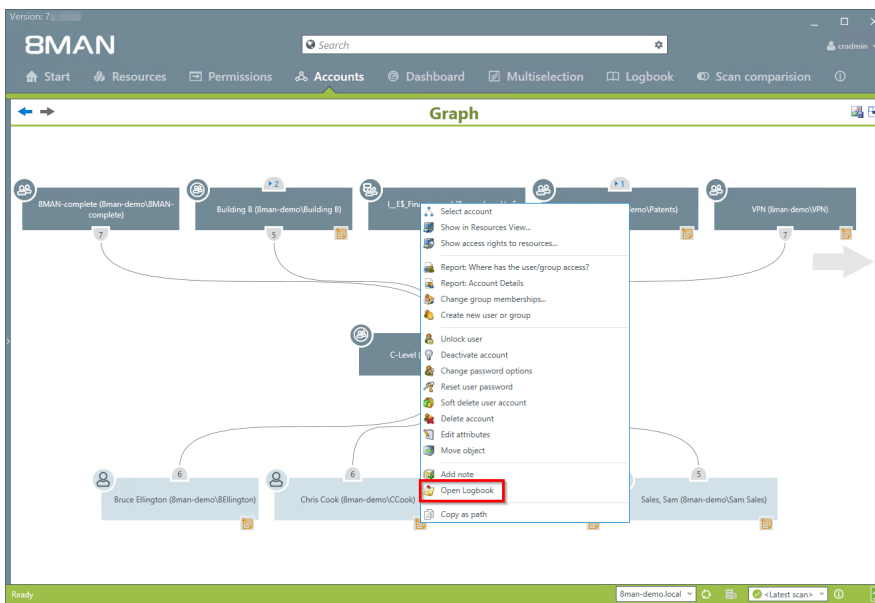 Version: 7.
8MAN
Search
cradmin
Start
Resources
Permissions
Accounts
Dashboard
Multiselection
Logbook
Scan comparision
Graph
8MAN-complete (8man-demo\8MAN-
complete)
7
2
Building B (8man-demo\Building B)
5
1
emo\Patents)
VPN (8man-demo\VPN)
7
C-Level
Select account
Show in Resources View...
Show access rights to resources...
Report: Where has the user/group access?
Report: Account Details
Change group memberships...
Create new user or group
Unlock user
Deactivate account
Change password options
Reset user password
Soft delete user account
Delete account
Edit attributes
Move object
Add note
Open Logbook
Copy as path
6
Bruce Ellington (8man-demo\BEllington)
6
Chris Cook (8man-demo\CCook)
5
Sales, Sam (8man-demo\Sam Sales)
Ready
8man-demo.local
<Latest scan>